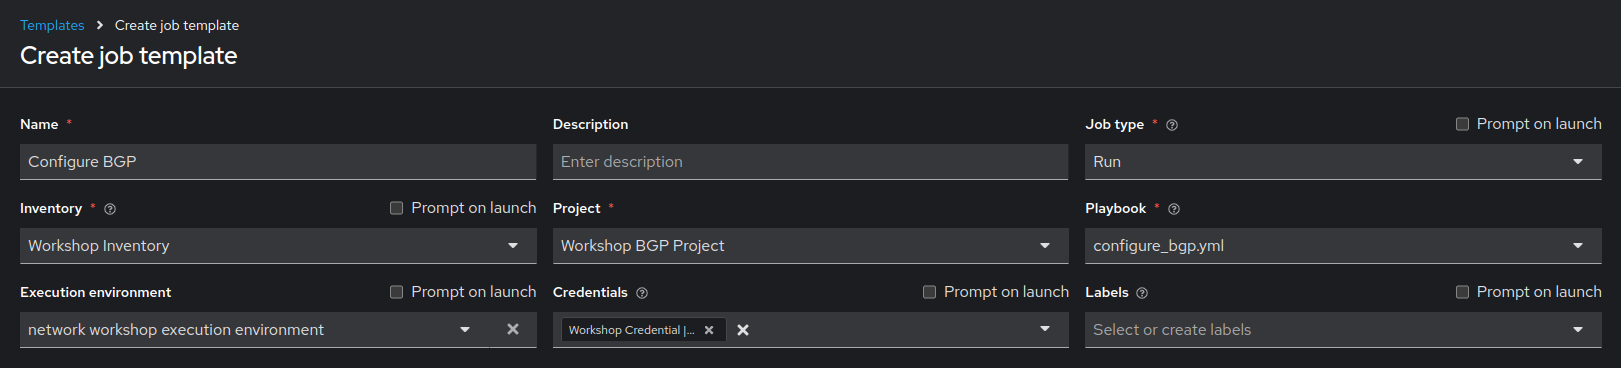 Templates > Create job template
Create job template
Name * Description Job type * Prompt on launch
Configure BGP Enter description Run
Inventory * Prompt on launch Project * Playbook *
Workshop Inventory Workshop BGP Project configure_bgp.yml
Execution environment Prompt on launch Credentials Prompt on launch Labels Prompt on launch
network workshop execution environment Workshop Credential |... Select or create labels